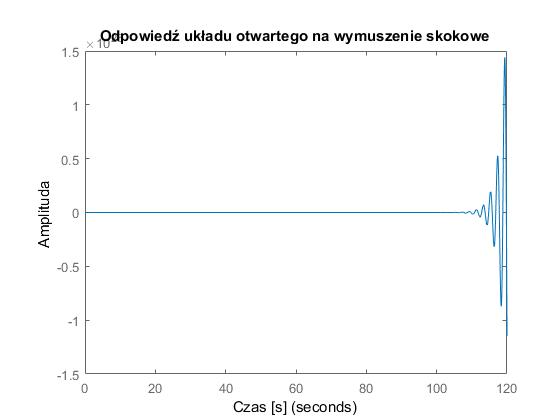 Odpowiedź układu otwartego na wymuszenie skokowe
1.5
1
0.5
0
-0.5
-1
-1.5
0 20 40 60 80 100 120
Amplituda
Czas [s] (seconds)